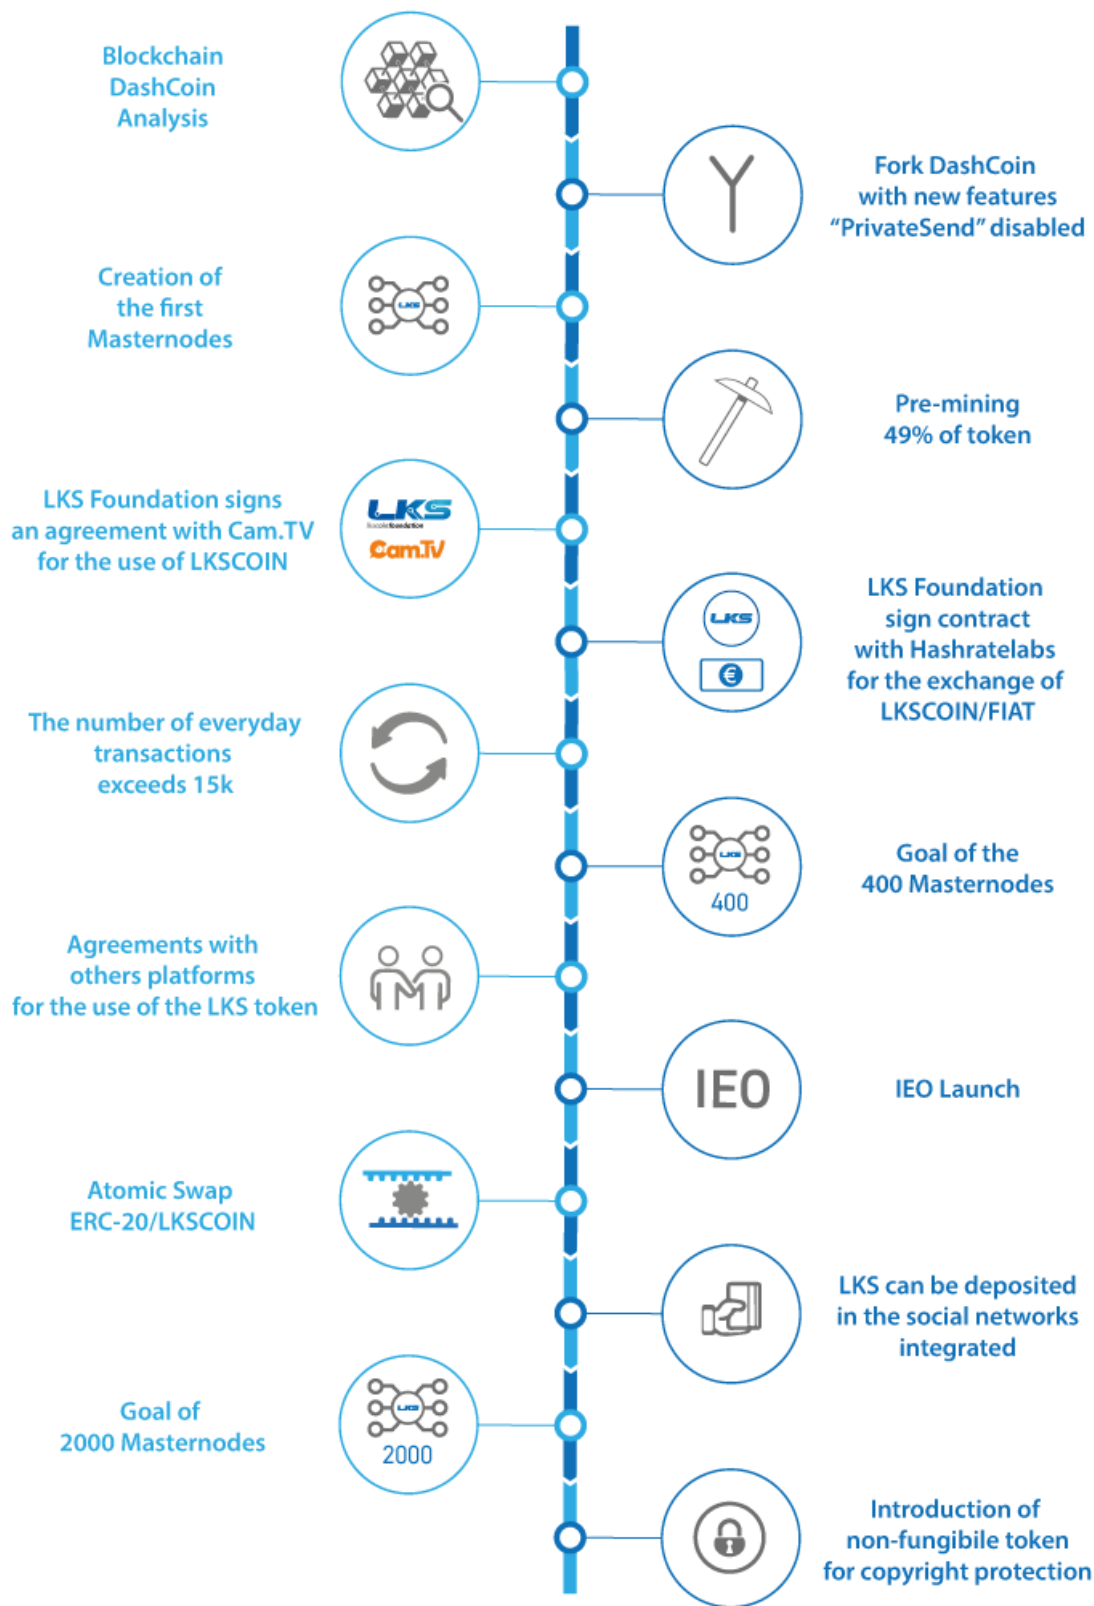 Blockchain
DashCoin
Analysis
Fork DashCoin
with new features
“PrivateSend” disabled
Creation of
the first
Masternodes
LKS
Pre-mining
49% of token
LKS Foundation signs
an agreement with Cam.TV
for the use of LKSCOIN
LKS
Cam.TV
LKS
€
LKS Foundation
sign contract
with Hashratelabs
for the exchange of
LKSCOIN/FIAT
The number of everyday
transactions
exceeds 15k
LKS
400
Goal of the
400 Masternodes
Agreements with
others platforms
for the use of the LKS token
IEO
IEO Launch
Atomic Swap
ERC-20/LKSCOIN
LKS can be deposited
in the social networks
integrated
Goal of
2000 Masternodes
LKS
2000
Introduction of
non-fungibile token
for copyright protection